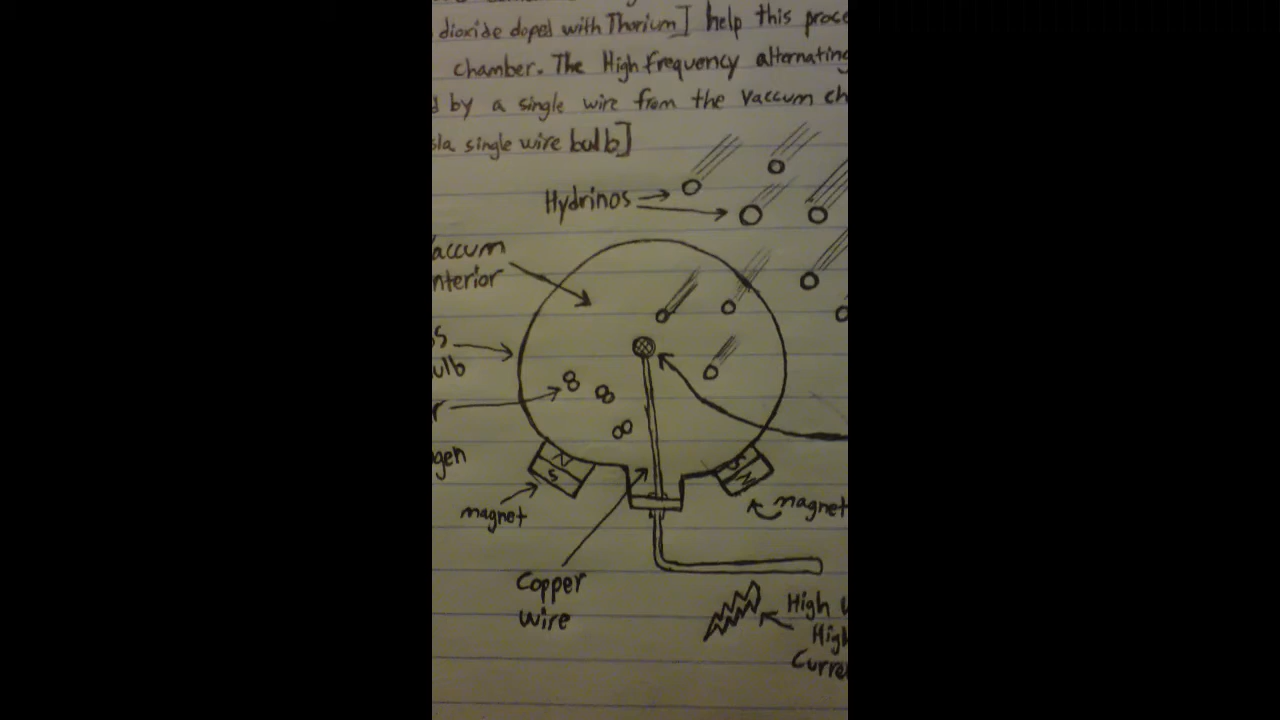 dioxide doped with Thorium] help this proce
chamber. The High frequency alternating
by a single wire from the Vaccum ch
sla single wire bulb]
Hydrinos
Vaccum
nterior
ulb
gen
N
S
magnet
S
N
magnet
Copper
wire
High
High
Curre